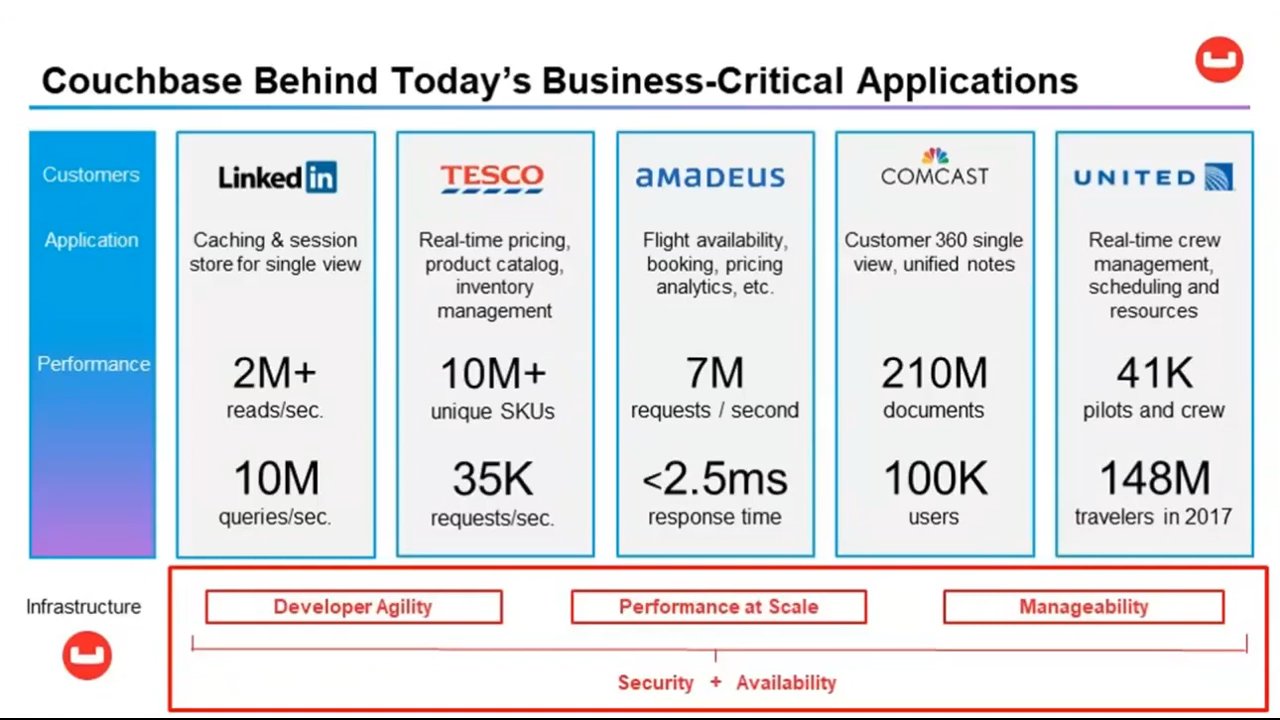 Couchbase Behind Today's Business-Critical Applications
Customers
Linked in
TESCO
amadeus
COMCAST
UNITED
Application
Caching & session
store for single view
Real-time pricing,
product catalog,
inventory
management
Flight availability,
booking, pricing
analytics, etc.
Customer 360 single
view, unified notes
Real-time crew
management,
scheduling and
resources
Performance
2M+
reads/sec.
10M
queries/sec.
10M+
unique SKUs
35K
requests/sec.
7M
requests / second
<2.5ms
response time
210M
documents
100K
users
41K
pilots and crew
148M
travelers in 2017
Infrastructure
Developer Agility
Performance at Scale
Manageability
Security + Availability